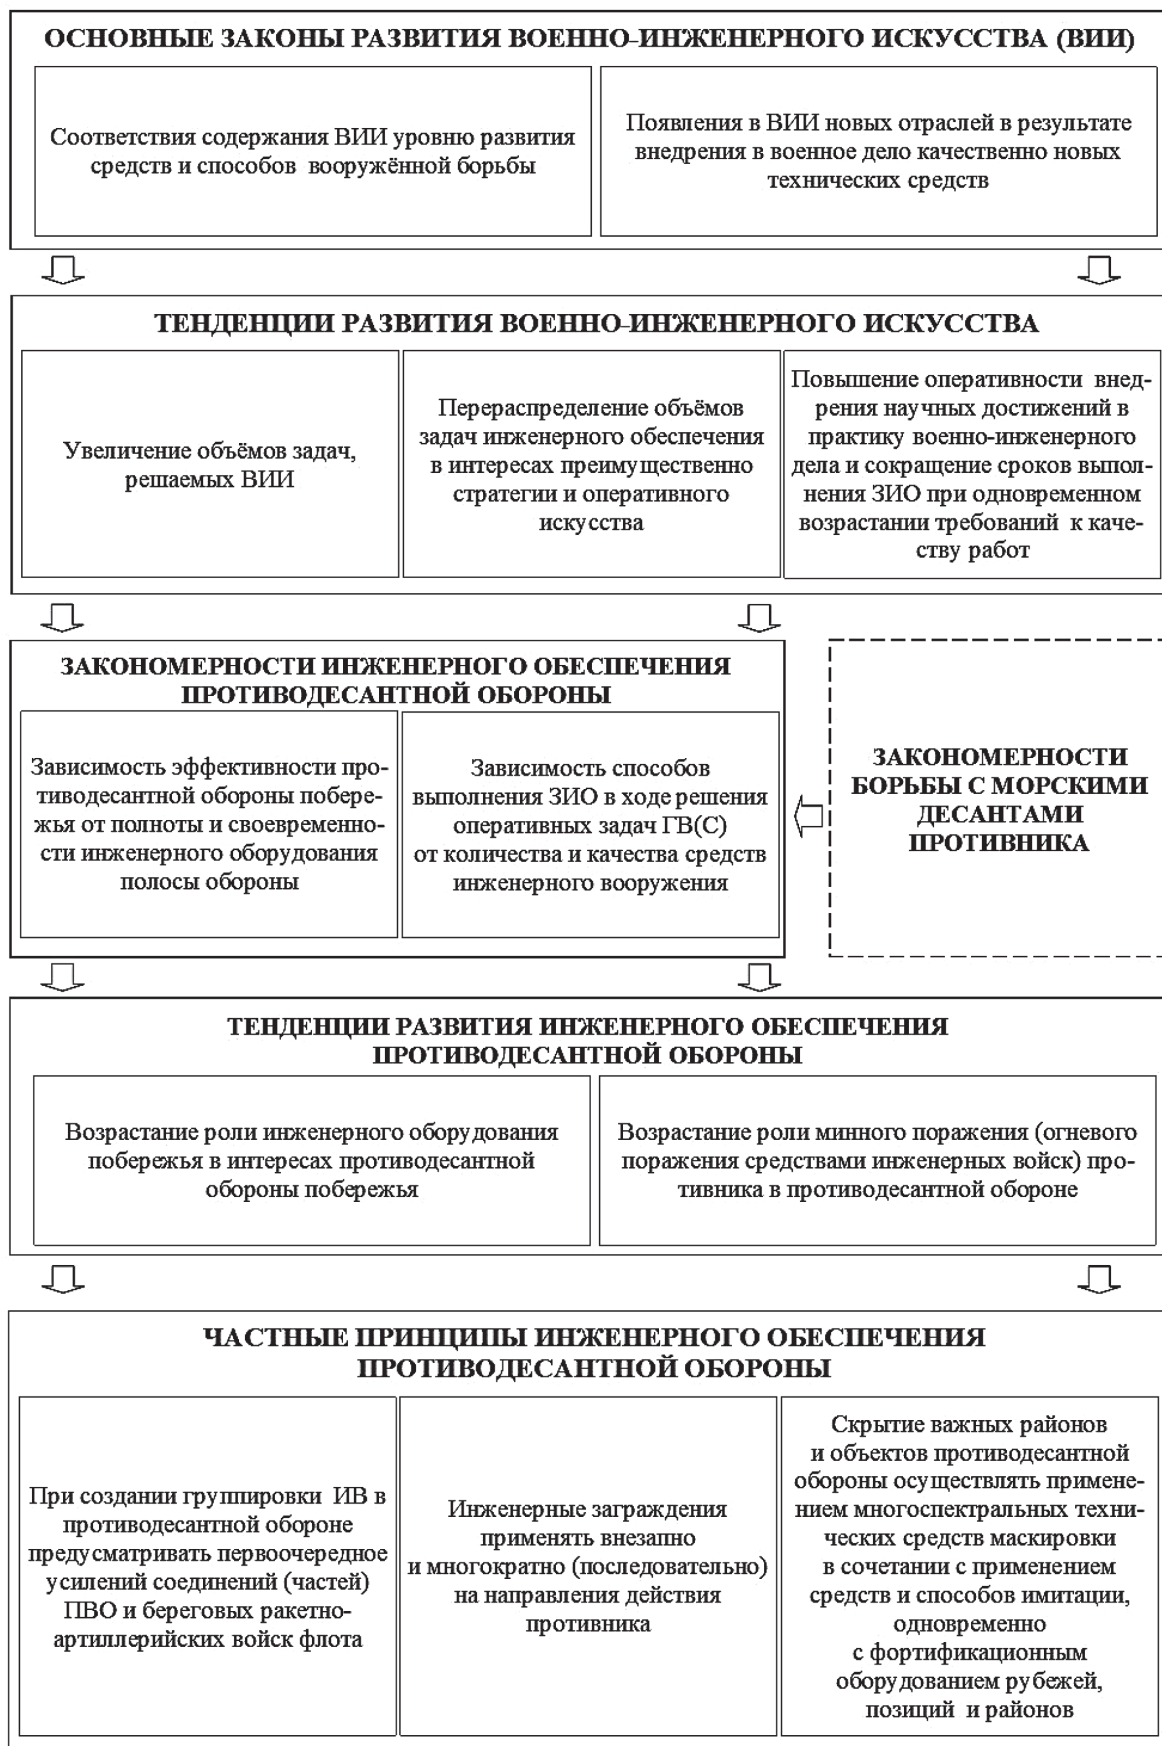 ОСНОВНЫЕ ЗАКОНЫ РАЗВИТИЯ ВОЕННО-ИНЖЕНЕРНОГО ИСКУССТВА (ВИИ)
Соответствия содержания ВИИ уровню развития
средств и способов вооружённой борьбы
Появления в ВИИ новых отраслей в результате
внедрения в военное дело качественно новых
технических средств
ТЕНДЕНЦИИ РАЗВИТИЯ ВОЕННО-ИНЖЕНЕРНОГО ИСКУССТВА
Увеличение объёмов задач,
решаемых ВИИ
Перераспределение объёмов
задач инженерного обеспечения
в интересах преимущественно
стратегии и оперативного
искусства
Повышение оперативности внед-
рения научных достижений в
практику военно-инженерного
дела и сокращение сроков выпол-
нения ЗИО при одновременном
возрастании требований к каче-
ству работ
ЗАКОНОМЕРНОСТИ ИНЖЕНЕРНОГО ОБЕСПЕЧЕНИЯ
ПРОТИВОДЕСАНТНОЙ ОБОРОНЫ
Зависимость эффективности про-
тиводесантной обороны побере-
жья от полноты и своевременно-
сти инженерного оборудования
полосы обороны
Зависимость способов
выполнения ЗИО в ходе решения
оперативных задач ГВ(С)
от количества и качества средств
инженерного вооружения
ЗАКОНОМЕРНОСТИ
БОРЬБЫ С МОРСКИМИ
ДЕСАНТАМИ
ПРОТИВНИКА
ТЕНДЕНЦИИ РАЗВИТИЯ ИНЖЕНЕРНОГО ОБЕСПЕЧЕНИЯ
ПРОТИВОДЕСАНТНОЙ ОБОРОНЫ
Возрастание роли инженерного оборудования
побережья в интересах противодесантной
обороны побережья
Возрастание роли минного поражения (огневого
поражения средствами инженерных войск) про-
тивника в противодесантной обороне
ЧАСТНЫЕ ПРИНЦИПЫ ИНЖЕНЕРНОГО ОБЕСПЕЧЕНИЯ
ПРОТИВОДЕСАНТНОЙ ОБОРОНЫ
При создании группировки ИВ в
противодесантной обороне
предусматривать первоочередное
усилений соединений (частей)
ПВО и береговых ракетно-
артиллерийских войск флота
Инженерные заграждения
применять внезапно
и многократно (последовательно)
на направления действия
противника
Скрытие важных районов
и объектов противодесантной
обороны осуществлять примене-
нием многоспектральных техни-
ческих средств маскировки
в сочетании с применением
средств и способов имитации,
одновременно
с фортификационным
оборудованием рубежей,
позиций и районов